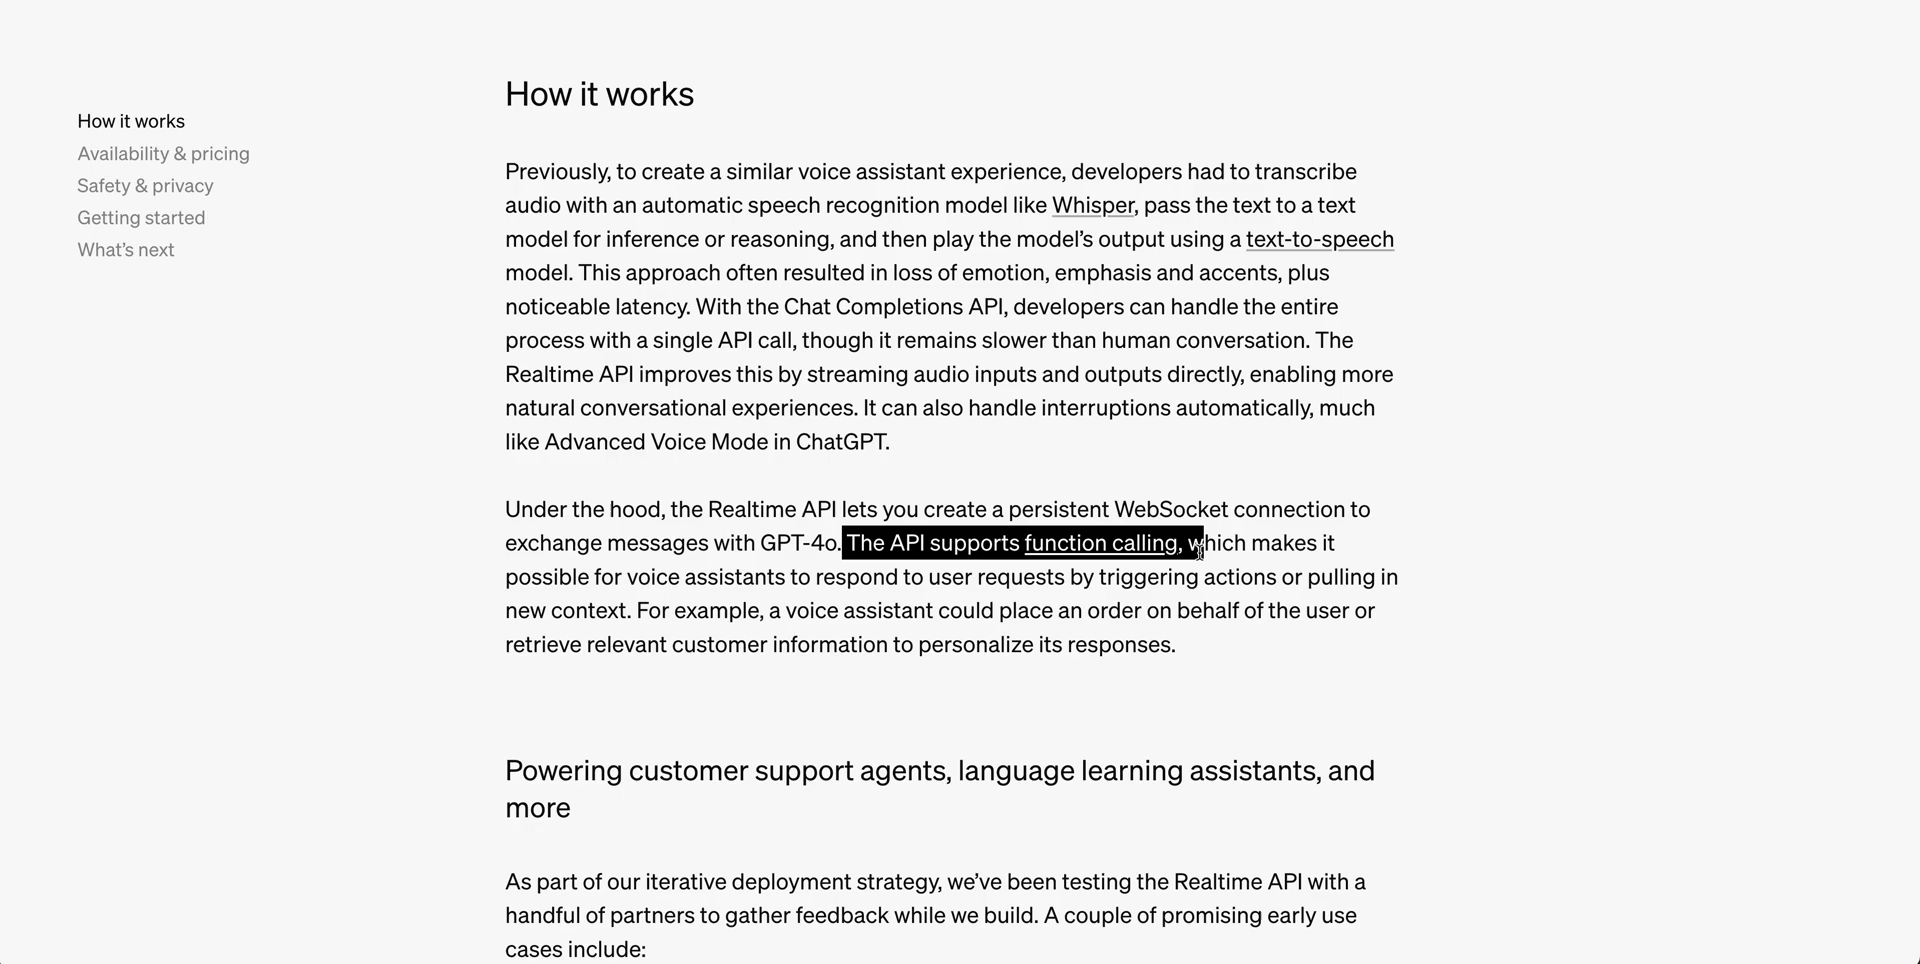 How it works
Availability & pricing
Safety & privacy
Getting started
What’s next
How it works
Previously, to create a similar voice assistant experience, developers had to transcribe
audio with an automatic speech recognition model like Whisper, pass the text to a text
model for inference or reasoning, and then play the model’s output using a text-to-speech
model. This approach often resulted in loss of emotion, emphasis and accents, plus
noticeable latency. With the Chat Completions API, developers can handle the entire
process with a single API call, though it remains slower than human conversation. The
Realtime API improves this by streaming audio inputs and outputs directly, enabling more
natural conversational experiences. It can also handle interruptions automatically, much
like Advanced Voice Mode in ChatGPT.
Under the hood, the Realtime API lets you create a persistent WebSocket connection to
exchange messages with GPT-4o. The API supports function calling, which makes it
possible for voice assistants to respond to user requests by triggering actions or pulling in
new context. For example, a voice assistant could place an order on behalf of the user or
retrieve relevant customer information to personalize its responses.
Powering customer support agents, language learning assistants, and
more
As part of our iterative deployment strategy, we’ve been testing the Realtime API with a
handful of partners to gather feedback while we build. A couple of promising early use
cases include: